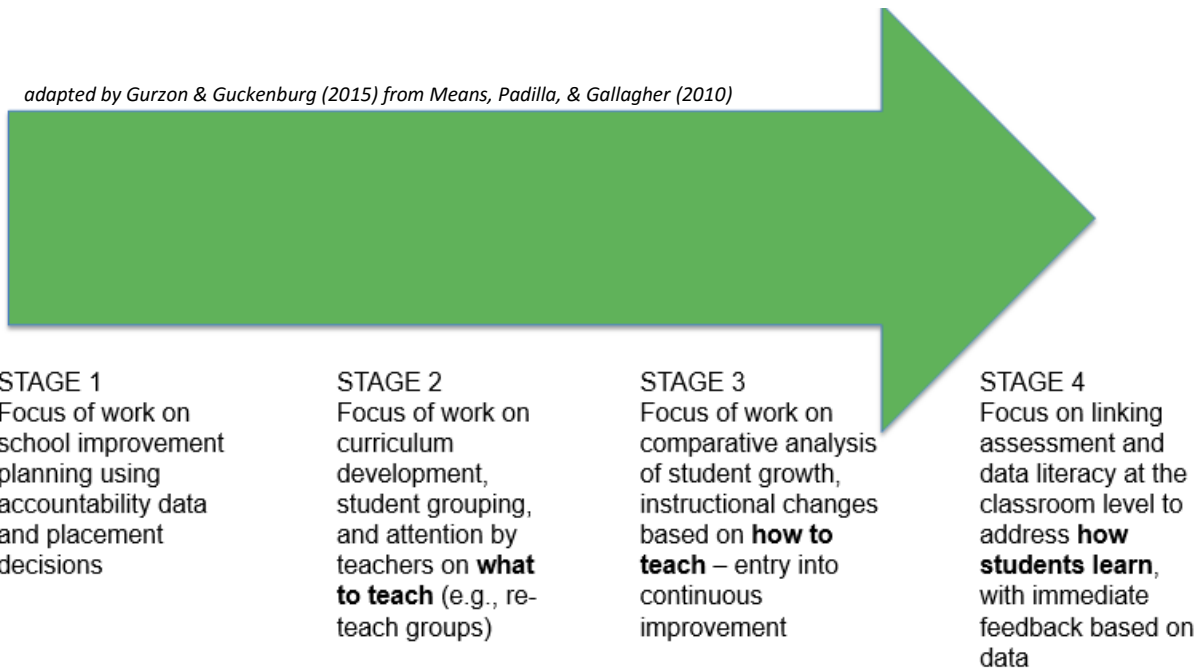 adapted by Gurzon & Guckenburg (2015) from Means, Padilla, & Gallagher (2010)
STAGE 1
Focus of work on
school improvement
planning using
accountability data
and placement
decisions
STAGE 2
Focus of work on
curriculum
development,
student grouping,
and attention by
teachers on what
to teach (e.g., re-
teach groups)
STAGE 3
Focus of work on
comparative analysis
of student growth,
instructional changes
based on how to
teach – entry into
continuous
improvement
STAGE 4
Focus on linking
assessment and
data literacy at the
classroom level to
address how
students learn,
with immediate
feedback based on
data